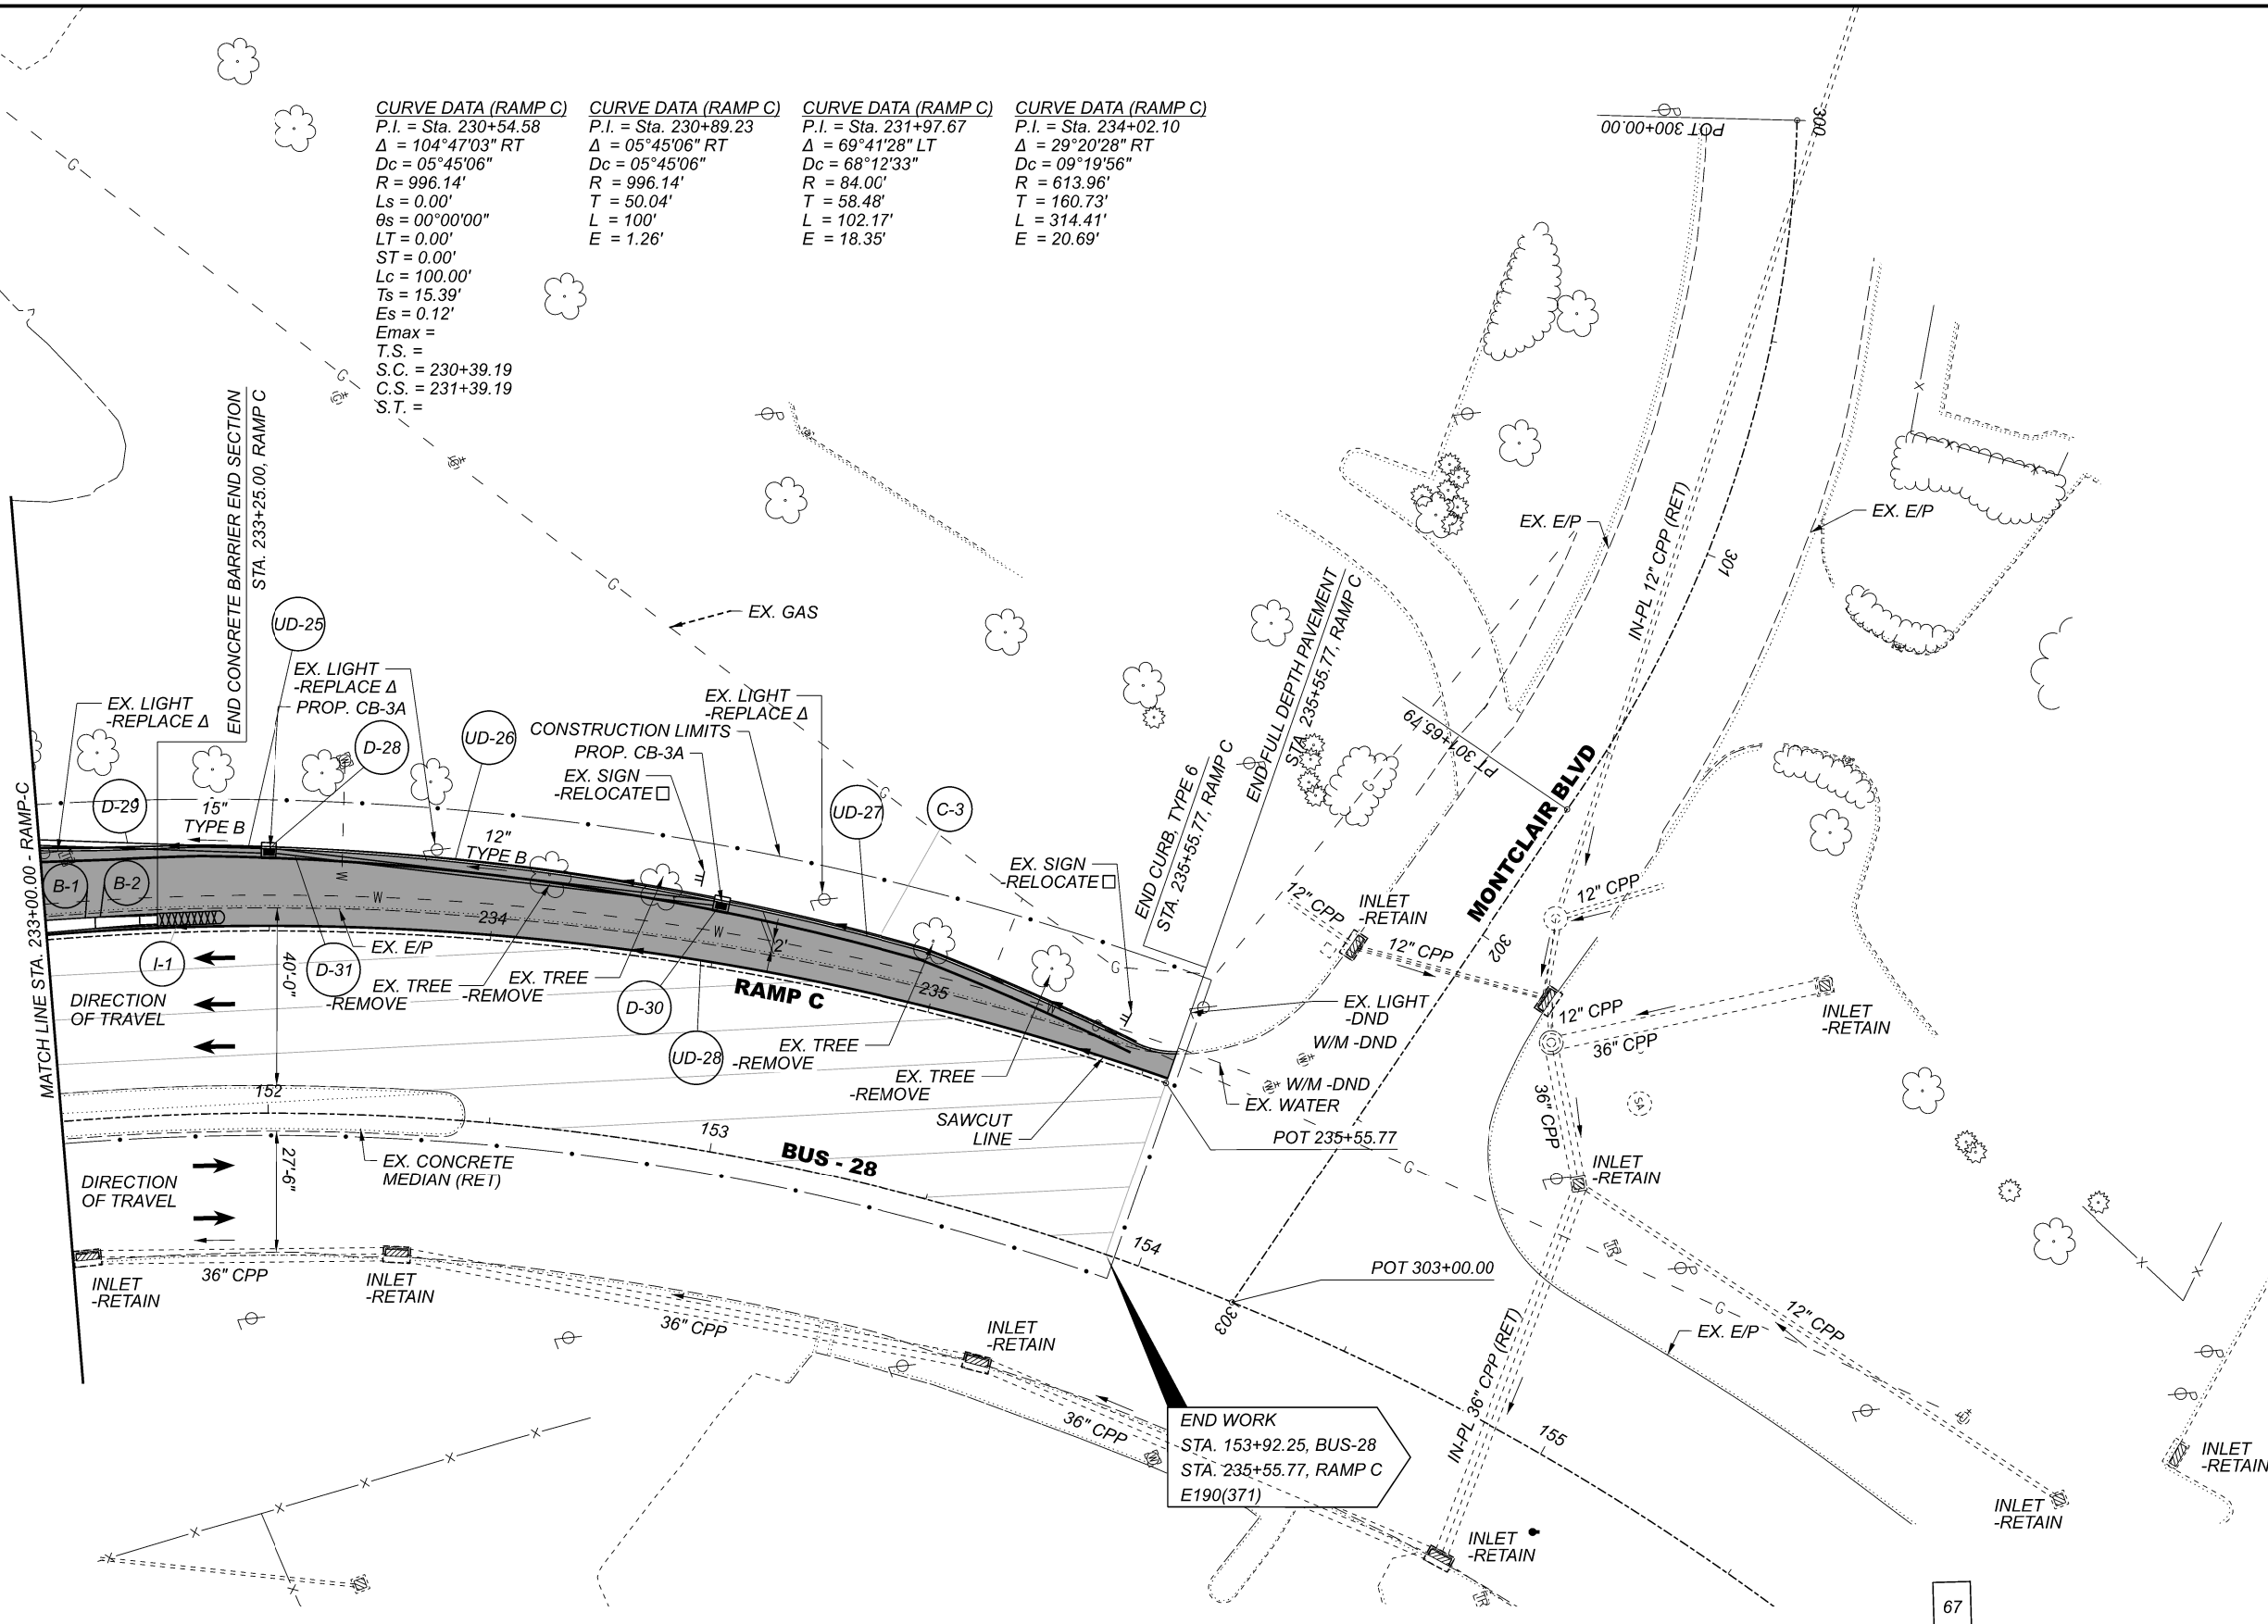 CURVE DATA (RAMP C)
P.I. = Sta. 230+54.58
Δ = 104°47'03" RT
Dc = 05°45'06"
R = 996.14'
Ls = 0.00'
θs = 00°00'00"
LT = 0.00'
ST = 0.00'
Lc = 100.00'
Ts = 15.39'
Es = 0.12'
Emax =
T.S. =
S.C. = 230+39.19
C.S. = 231+39.19
S.T. =
CURVE DATA (RAMP C)
P.I. = Sta. 230+89.23
Δ = 05°45'06" RT
Dc = 05°45'06"
R = 996.14'
T = 50.04'
L = 100'
E = 1.26'
CURVE DATA (RAMP C)
P.I. = Sta. 231+97.67
Δ = 69°41'28" LT
Dc = 68°12'33"
R = 84.00'
T = 58.48'
L = 102.17'
E = 18.35'
CURVE DATA (RAMP C)
P.I. = Sta. 234+02.10
Δ = 29°20'28" RT
Dc = 09°19'56"
R = 613.96'
T = 160.73'
L = 314.41'
E = 20.69'
POT 300+00.00
300
G
G
G
G
G
EX. E/P
EX. E/P
IN-PL 12" CPP (RET)
301
EX. GAS
END CONCRETE BARRIER END SECTION
STA. 233+25.00, RAMP C
UD-25
EX. LIGHT
-REPLACE Δ
EX. LIGHT
-REPLACE Δ
PROP. CB-3A
D-28
UD-26
EX. LIGHT
-REPLACE Δ
CONSTRUCTION LIMITS
PROP. CB-3A
EX. SIGN
-RELOCATE □
UD-27
C-3
D-29
15"
TYPE B
12"
TYPE B
B-1
B-2
I-1
W
W
W
W
G
G
G
G
234
235
2'
MATCH LINE STA. 233+00.00 - RAMP-C
END CURB, TYPE 6
STA. 235+55.77, RAMP C
END FULL DEPTH PAVEMENT
STA. 235+55.77, RAMP C
PT 301+65.79
MONTCLAIR BLVD
302
EX. SIGN
-RELOCATE □
12" CPP
INLET
-RETAIN
12" CPP
12" CPP
12" CPP
36" CPP
INLET
-RETAIN
EX. E/P
D-31
EX. TREE
-REMOVE
EX. TREE
-REMOVE
D-30
RAMP C
UD-28
EX. TREE
-REMOVE
EX. TREE
-REMOVE
SAWCUT
LINE
40'-0"
DIRECTION
OF TRAVEL
EX. LIGHT
-DND
W/M -DND
W/M -DND
EX. WATER
POT 235+55.77
36" CPP
SA
152
153
154
155
BUS - 28
27'-6"
EX. CONCRETE
MEDIAN (RET)
DIRECTION
OF TRAVEL
36" CPP
INLET
-RETAIN
INLET
-RETAIN
36" CPP
INLET
-RETAIN
36" CPP
POT 303+00.00
303
INLET
-RETAIN
G
G
12" CPP
EX. E/P
IN-PL 36" CPP (RET)
END WORK
STA. 153+92.25, BUS-28
STA. 235+55.77, RAMP C
E190(371)
INLET
-RETAIN
INLET
-RETAIN
INLET
-RETAIN
67